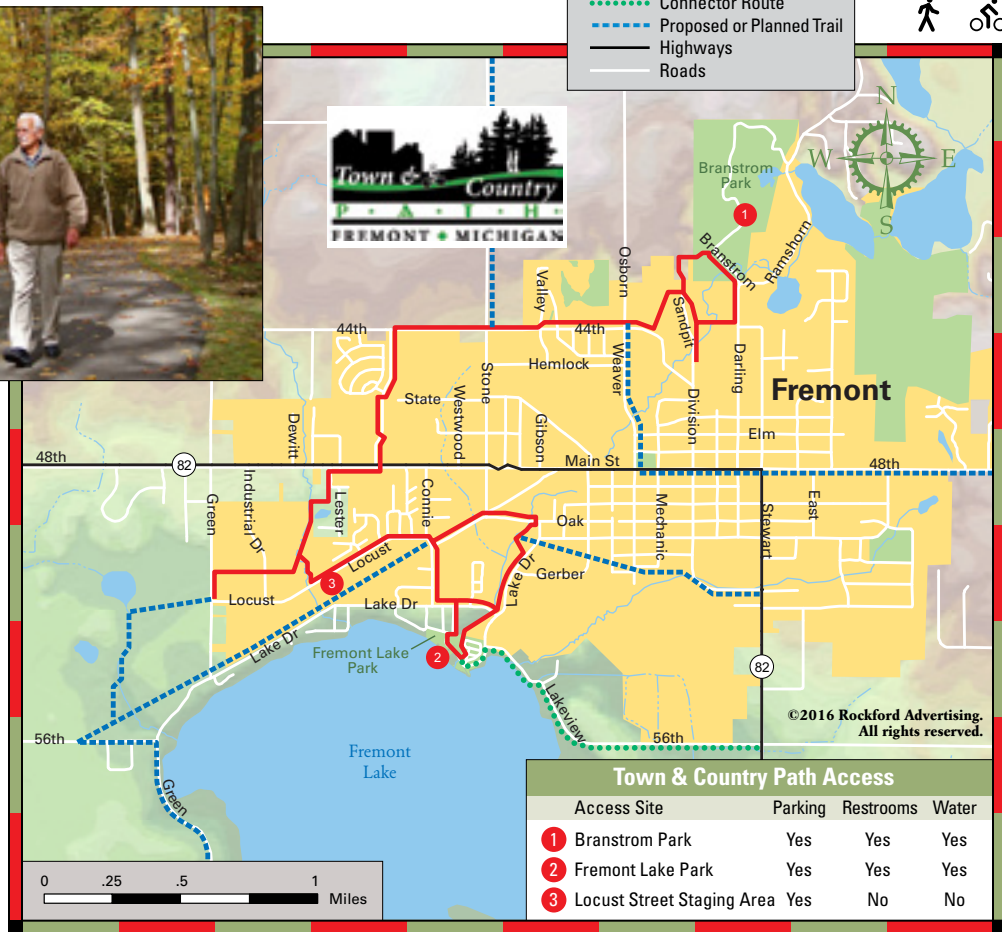 Connector Route
Proposed or Planned Trail
Highways
Roads
Town & Country
P · A · T · H
FREMONT MICHIGAN
N
W E
S
Branstrom
Park
1
Branstrom
Ramshorn
Osborn
Valley
Sandpit
44th
44th
Hemlock
Weaver
Darling
Stone
Westwood
State
Gibson
Division
Fremont
Elm
Dewitt
48th
82
Main St
48th
Green
Industrial Dr
Lester
Connie
Oak
Mechanic
Stewart
East
Locust
3
Locust
Lake Dr
Lake Dr
Gerber
Lake Dr
Fremont Lake
Park
2
82
Lakeview
56th
56th
Green
Fremont
Lake
©2016 Rockford Advertising.
All rights reserved.
Town & Country Path Access
Access Site Parking Restrooms Water
1 Branstrom Park Yes Yes Yes
2 Fremont Lake Park Yes Yes Yes
3 Locust Street Staging Area Yes No No
0 .25 .5 1 Miles